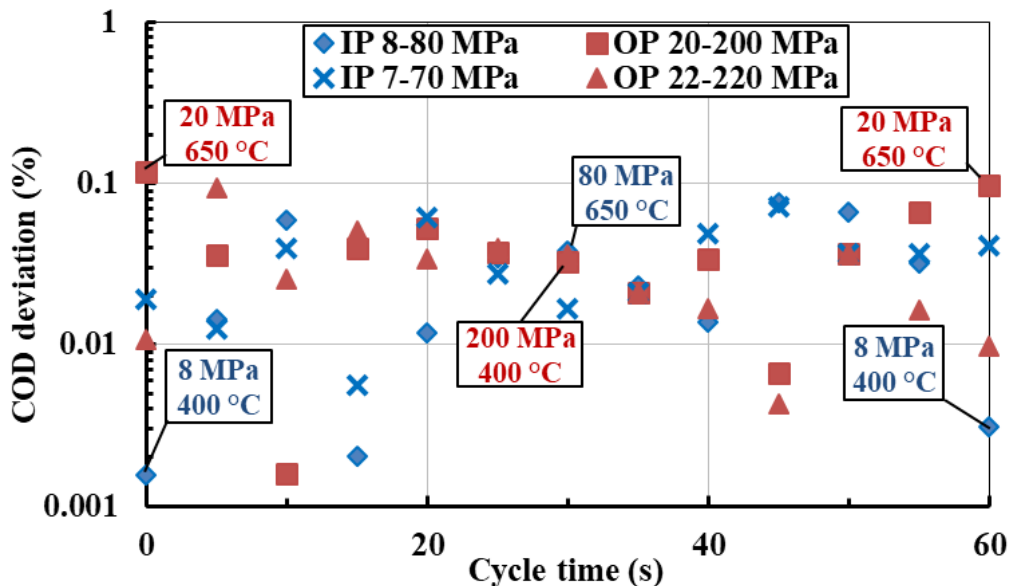 1
IP 8-80 MPa
OP 20-200 MPa
IP 7-70 MPa
OP 22-220 MPa
20 MPa
650 °C
20 MPa
650 °C
0.1
80 MPa
650 °C
COD deviation (%)
0.01
200 MPa
400 °C
8 MPa
400 °C
8 MPa
400 °C
0.001
0
20
40
60
Cycle time (s)